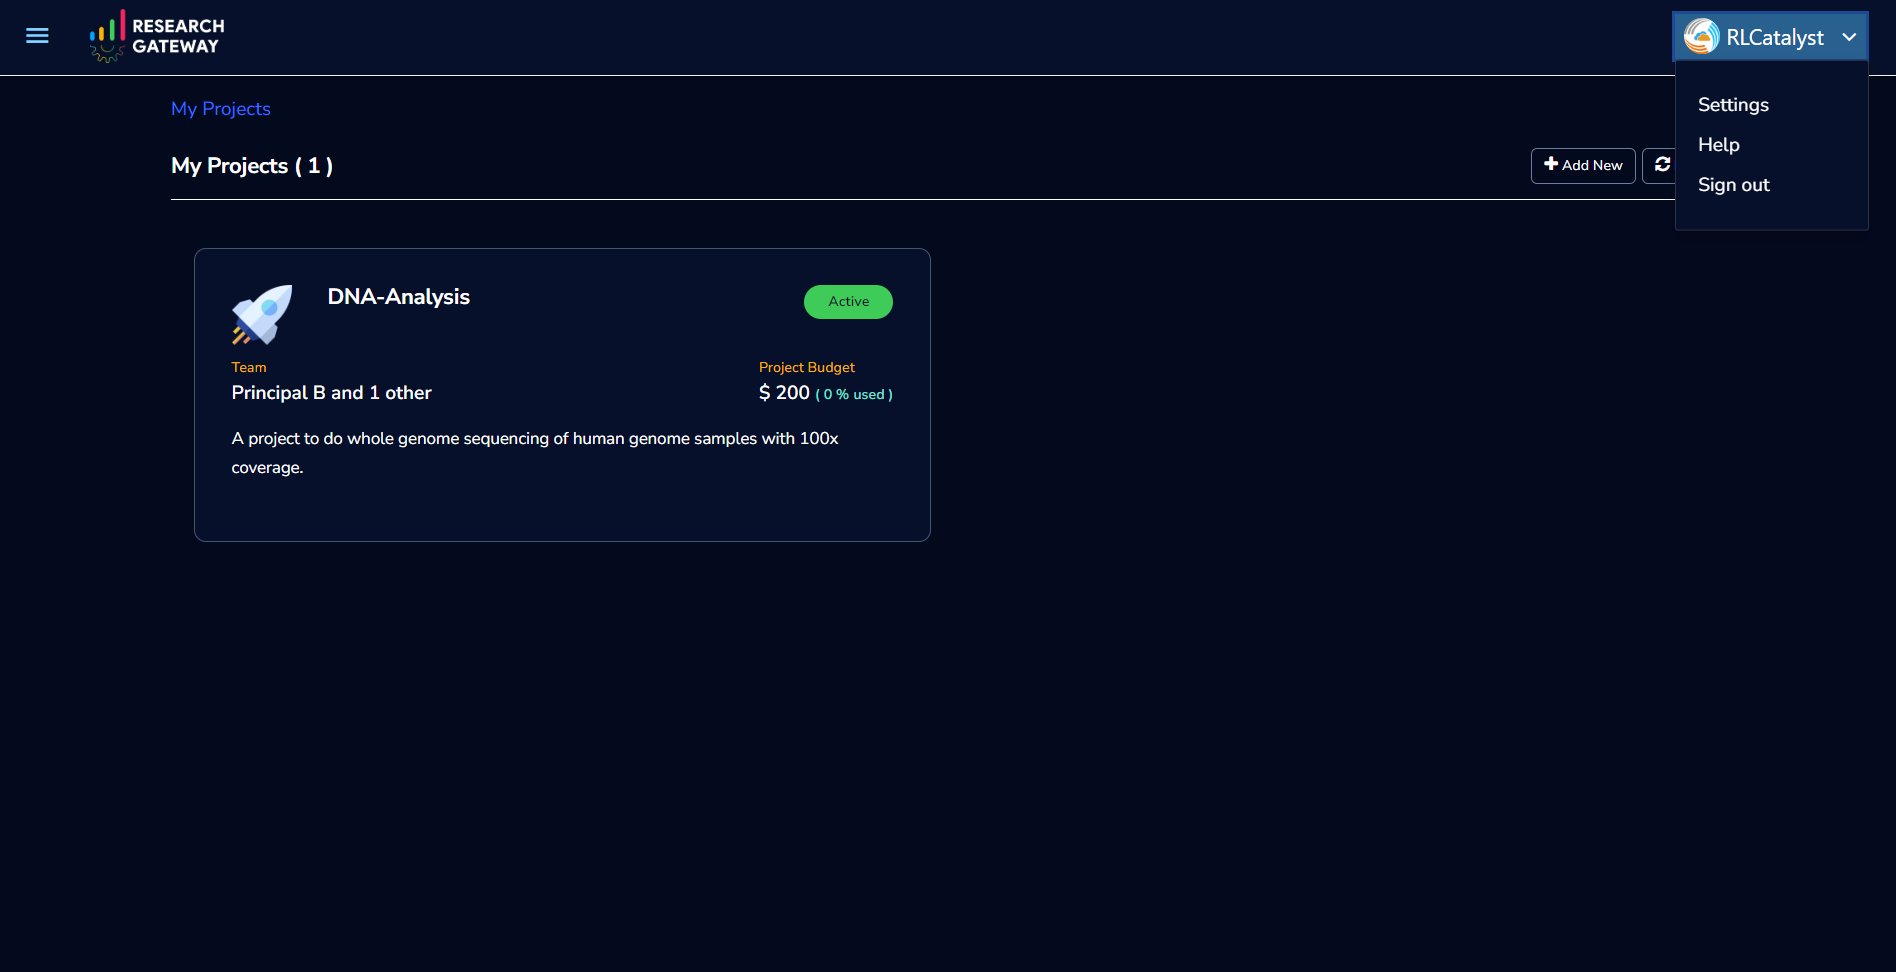 RESEARCH
GATEWAY
RLCatalyst
Settings
Help
Sign out
My Projects
My Projects ( 1 )
Add New
DNA-Analysis
Active
Team
Principal B and 1 other
Project Budget
$ 200 ( 0 % used )
A project to do whole genome sequencing of human genome samples with 100x
coverage.